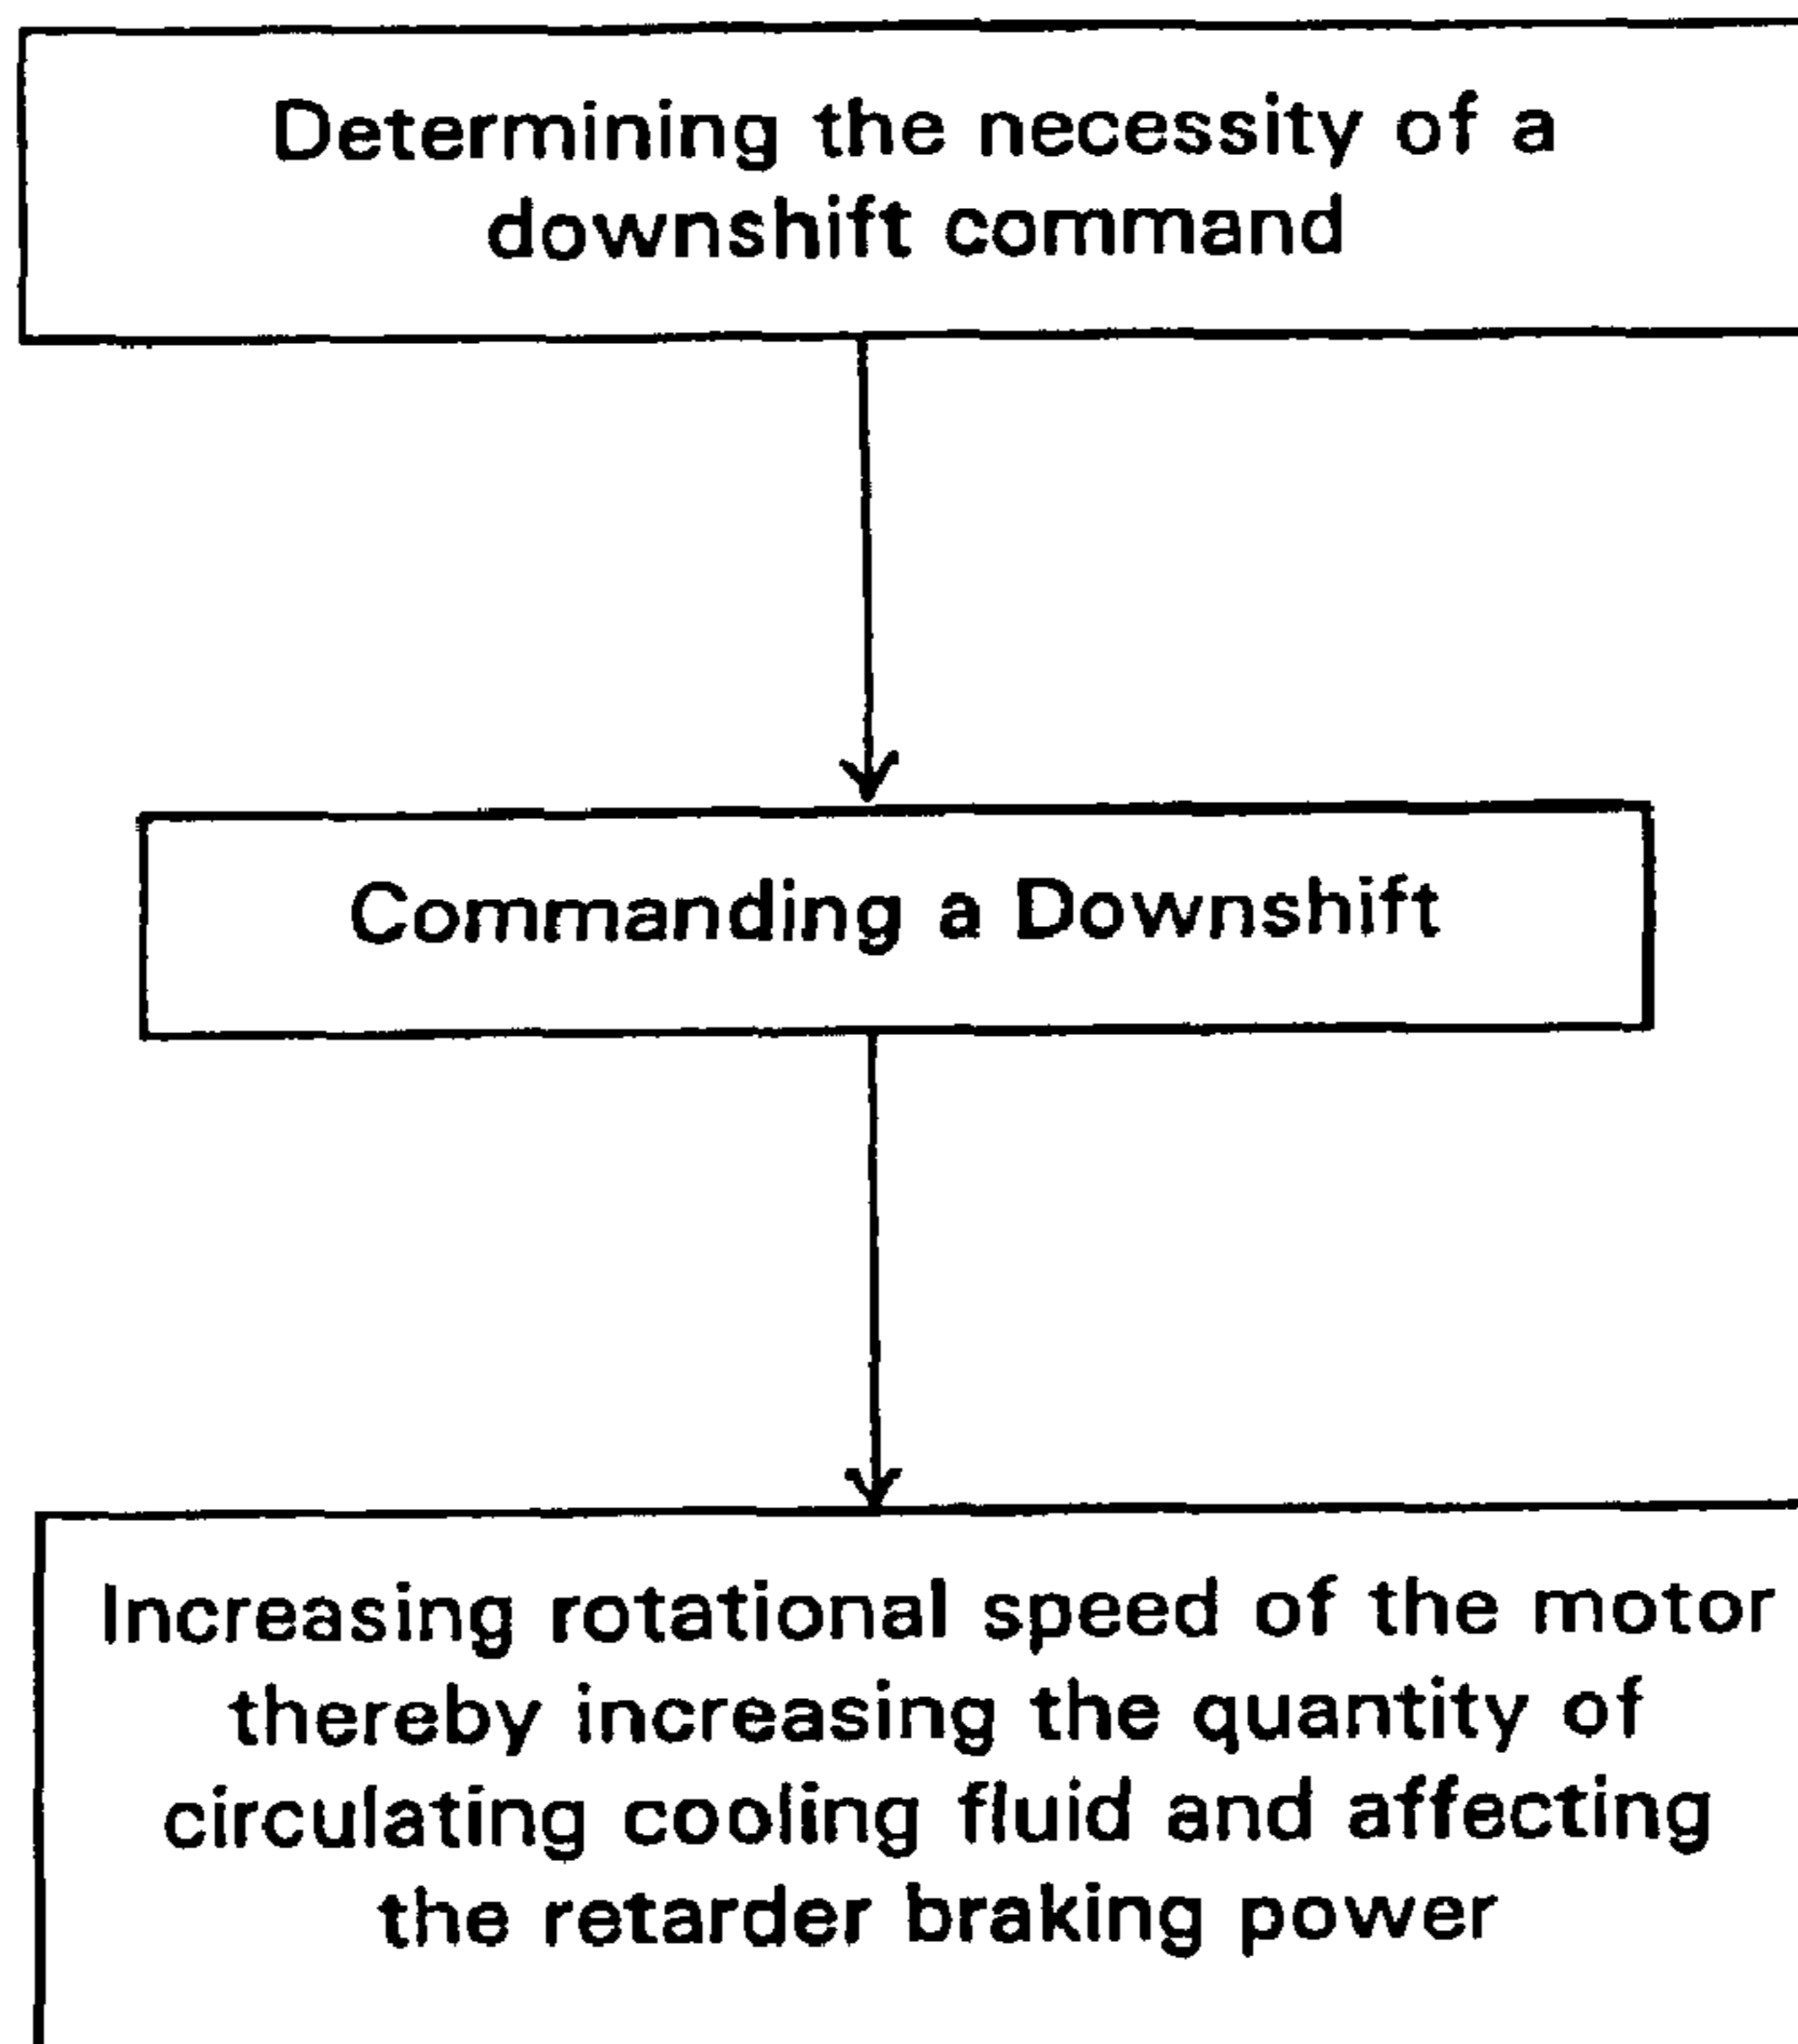 Determining the necessity of a
downshift command
Commanding a Downshift
Increasing rotational speed of the motor
thereby increasing the quantity of
circulating cooling fluid and affecting
the retarder braking power